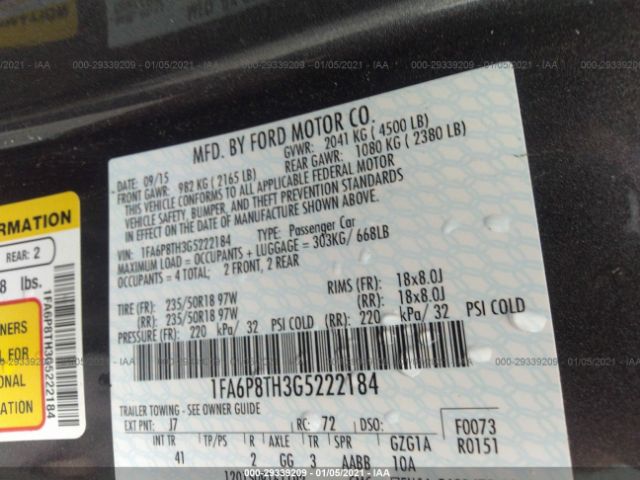 000-29339209 - 01/05/2021 - IAA
MFD. BY FORD MOTOR CO.
DATE: 09/15
GVWR: 2041 KG ( 4500 LB)
FRONT GAWR: 982 KG ( 2165 LB)
REAR GAWR: 1080 KG ( 2380 LB)
THIS VEHICLE CONFORMS TO ALL APPLICABLE FEDERAL MOTOR
VEHICLE SAFETY, BUMPER, AND THEFT PREVENTION STANDARDS
IN EFFECT ON THE DATE OF MANUFACTURE SHOWN ABOVE.
VIN: 1FA6P8TH3G5222184 TYPE: Passenger Car
MAXIMUM LOAD = OCCUPANTS + LUGGAGE = 303KG/ 668LB
OCCUPANTS = 4 TOTAL: 2 FRONT, 2 REAR
TIRE (FR): 235/50R18 97W RIMS (FR): 18x8.0J
(RR): 235/50R18 97W (RR): 18x8.0J
PRESSURE (FR): 220 kPa/ 32 PSI COLD (RR): 220 kPa/ 32 PSI COLD
1FA6P8TH3G5222184
TRAILER TOWING - SEE OWNER GUIDE
EXT PNT: J7 RC: 72 DSO: F0073
INT TR TP/PS R AXLE TR SPR GZG1A R0151
41 2 GG 3 AABB 10A
ORMATION
REAR: 2
8 lbs.
1FA6P8TH3G5222184
NERS
L FOR
ONAL
ATION